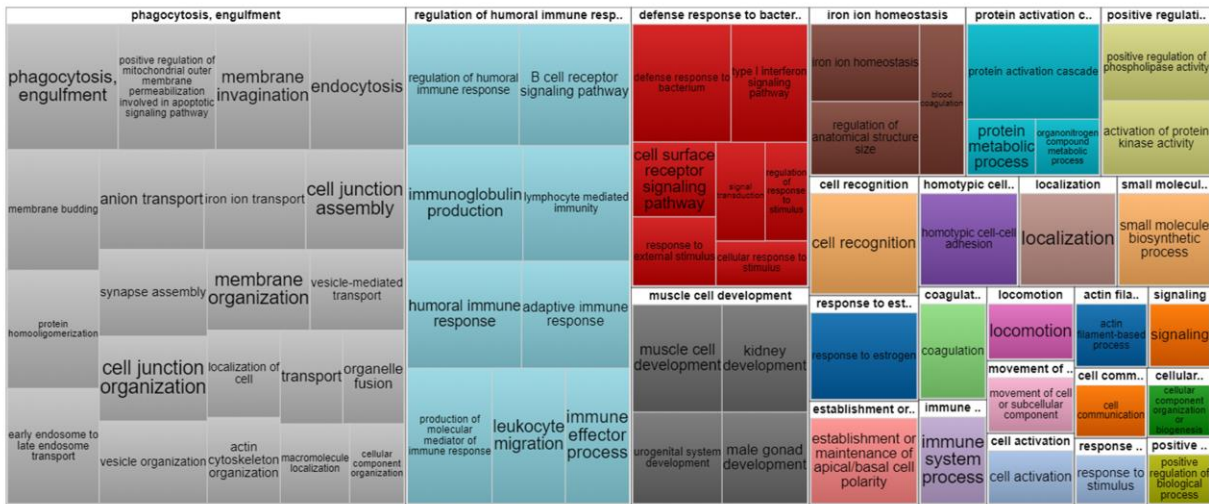 phagocytosis, engulfment
phagocytosis,
engulfment
positive regulation of
mitochondrial outer
membrane
permeabilization
involved in apoptotic
signaling pathway
membrane
invagination
endocytosis
membrane budding
anion transport
iron ion transport
cell junction
assembly
protein
homooligomerization
synapse assembly
membrane
organization
vesicle-mediated
transport
cell junction
organization
localization
of cell
transport
organelle
fusion
early endosome to
late endosome
transport
vesicle organization
actin
cytoskeleton
organization
macromolecule
localization
cellular
component
organization
regulation of humoral immune resp..
regulation of humoral
immune response
B cell receptor
signaling pathway
immunoglobulin
production
lymphocyte mediated
immunity
humoral immune
response
adaptive immune
response
production of
molecular
mediator of
immune response
leukocyte
migration
immune
effector
process
defense response to bacter..
defense response to
bacterium
type I interferon
signaling
pathway
cell surface
receptor
signaling
pathway
signal
transduction
regulation
of
response
to stimulus
response to
external stimulus
cellular response to
stimulus
muscle cell development
muscle cell
development
kidney
development
urogenital system
development
male gonad
development
iron ion homeostasis
iron ion homeostasis
blood
coagulation
regulation of
anatomical structure
size
protein activation c..
protein activation cascade
protein
metabolic
process
organonitrogen
compound
metabolic
process
positive regulati..
positive regulation of
phospholipase activity
activation of protein
kinase activity
cell recognition
cell recognition
homotypic cell..
homotypic cell-cell
adhesion
localization
localization
small molecul..
small molecule
biosynthetic
process
response to est..
response to estrogen
coagulat..
coagulation
locomotion
locomotion
actin fila..
actin
filament-based
process
signaling
signaling
movement of ..
movement of
cell or subcellular
component
cell comm..
cell
communication
cellular..
cellular
component
organization or
biogenesis
establishment or..
establishment or
maintenance of
apical/basal cell
polarity
immune ..
immune
system
process
cell activation
cell activation
response ..
response to
stimulus
positive ..
positive
regulation of
biological
process